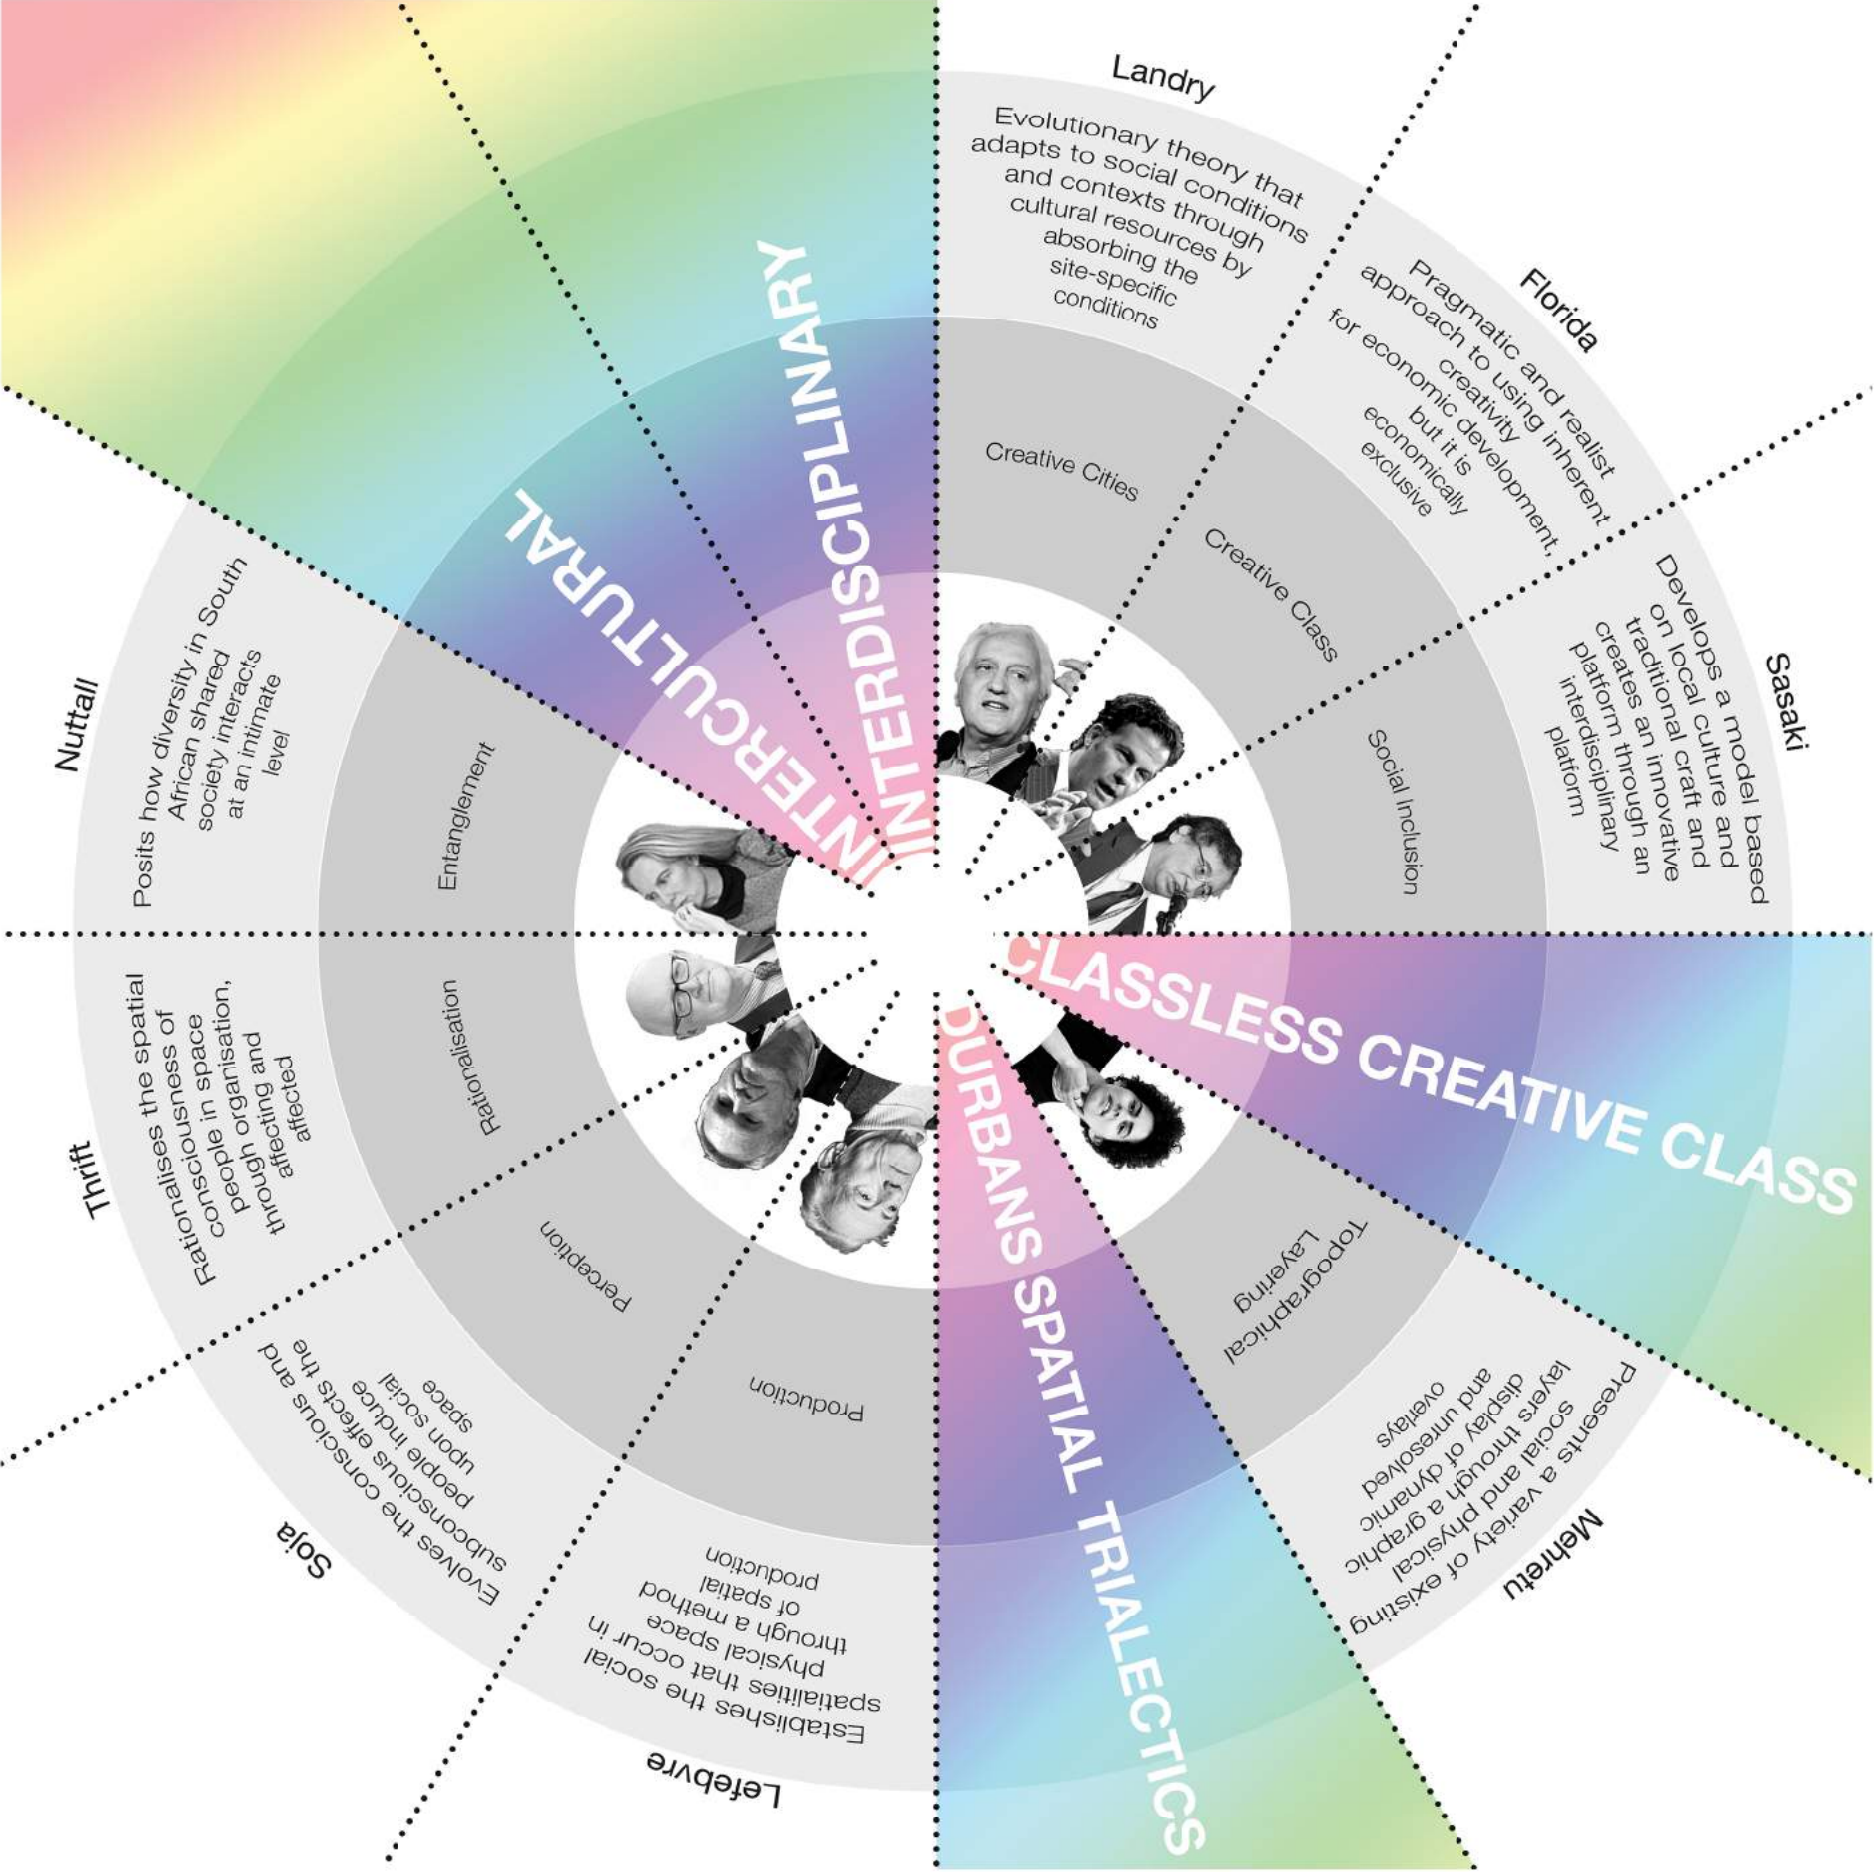 Landry
Evolutionary theory that
adapts to social conditions
and contexts through
cultural resources by
absorbing the
site-specific
conditions
Creative Cities
Florida
Pragmatic and realist
approach to using inherent
creativity
for economic development,
but it is
economically
exclusive
Creative Class
Sasaki
Develops a model based
on local culture and
traditional craft and
creates an innovative
platform through an
interdisciplinary
platform
Social Inclusion
CLASSLESS CREATIVE CLASS
Mehretu
Presents a variety of existing
social and physical
layers through a graphic
display of dynamic
and unresolved
overlays
Topographical
Layering
DURBANS SPATIAL TRIALECTICS
Lefebvre
Establishes the social
spatialities that occur in
physical space
through a method
of spatial
production
Production
Soja
Evolves the conscious and
subconscious effects the
people induce
upon social
space
Perception
Thrift
Rationalises the spatial
consciousness of
people in space
through organisation,
affecting and
affected
Rationalisation
Nuttall
Posits how diversity in South
African shared
society interacts
at an intimate
level
Entanglement
INTERCULTURAL
INTERDISCIPLINARY